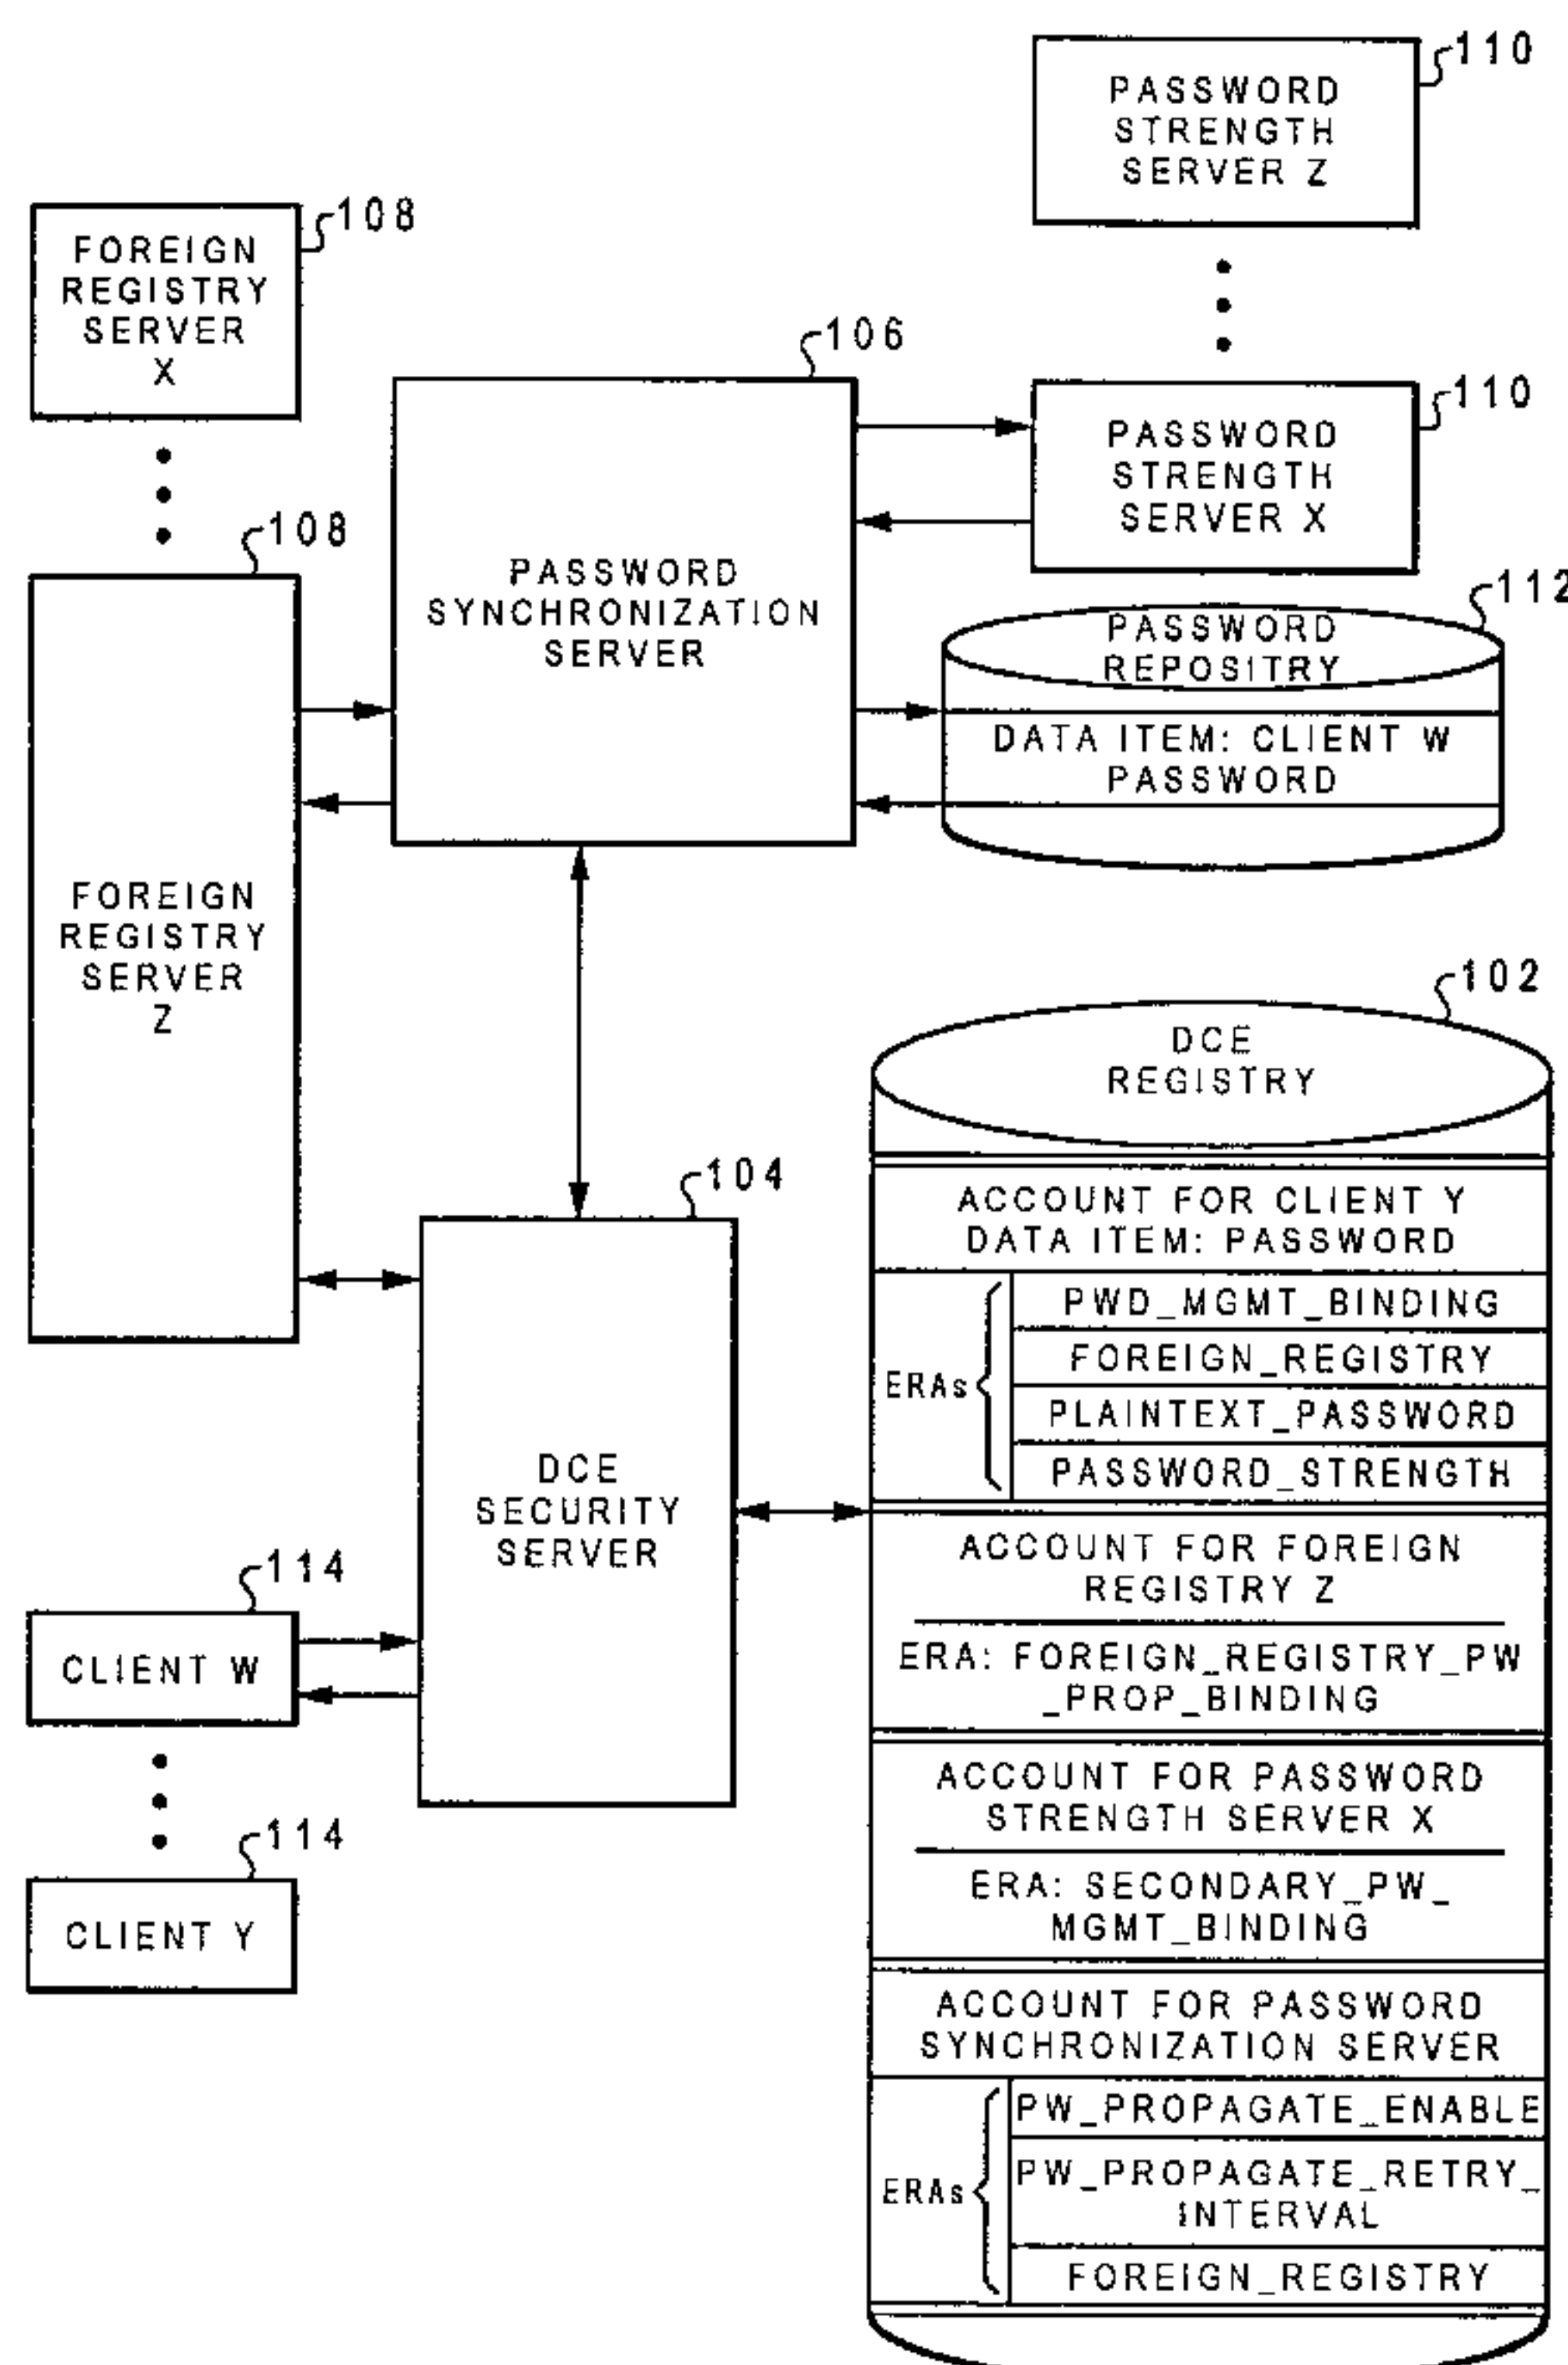 110
PASSWORD
STRENGTH
SERVER Z
108
FOREIGN
REGISTRY
SERVER
X
106
110
PASSWORD
STRENGTH
SERVER X
108
PASSWORD
SYNCHRONIZATION
SERVER
112
PASSWORD
REPOSITRY
DATA ITEM: CLIENT W
PASSWORD
FOREIGN
REGISTRY
SERVER
Z
102
DCE
REGISTRY
104
ACCOUNT FOR CLIENT Y
DATA ITEM: PASSWORD
ERAs
PWD_MGMT_BINDING
FOREIGN_REGISTRY
PLAINTEXT_PASSWORD
PASSWORD_STRENGTH
DCE
SECURITY
SERVER
ACCOUNT FOR FOREIGN
REGISTRY Z
ERA: FOREIGN_REGISTRY_PW
_PROP_BINDING
114
CLIENT W
ACCOUNT FOR PASSWORD
STRENGTH SERVER X
ERA: SECONDARY_PW_
MGMT_BINDING
114
CLIENT Y
ACCOUNT FOR PASSWORD
SYNCHRONIZATION SERVER
ERAs
PW_PROPAGATE_ENABLE
PW_PROPAGATE_RETRY_
INTERVAL
FOREIGN_REGISTRY